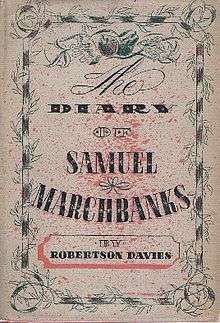 The
DIARY
OF
SAMUEL
MARCHBANKS
BY
ROBERTSON DAVIES